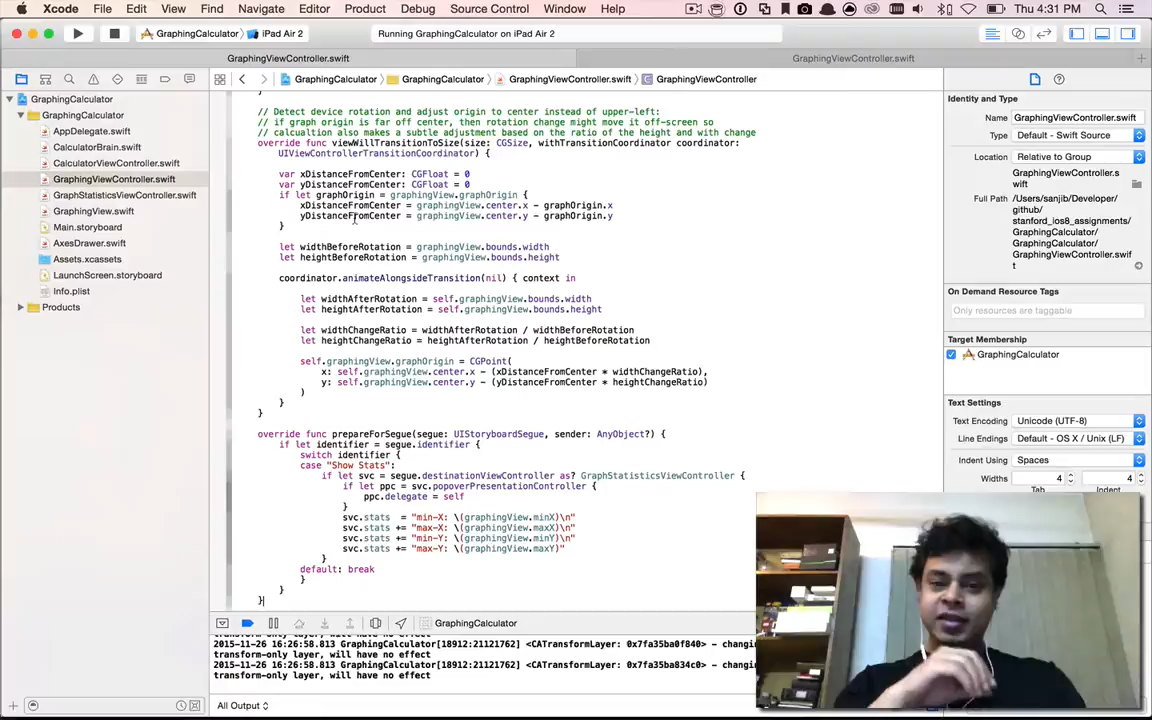 Xcode File Edit View Find Navigate Editor Product Debug Source Control Window Help Thu 4:31 PM
GraphingCalculator iPad Air 2 Running GraphingCalculator on iPad Air 2
GraphingViewController.swift GraphingViewController.swift
GraphingCalculator GraphingCalculator GraphingViewController.swift GraphingViewController
GraphingCalculator
GraphingCalculator
AppDelegate.swift
CalculatorBrain.swift
CalculatorViewController.swift
GraphingViewController.swift
GraphStatisticsViewController.swift
GraphingView.swift
Main.storyboard
AxesDrawer.swift
Assets.xcassets
LaunchScreen.storyboard
Info.plist
Products
// Detect device rotation and adjust origin to center instead of upper-left:
// if graph origin is far off center, then rotation change might move it off-screen so
// calcualtion also makes a subtle adjustment based on the ratio of the height and with change
override func viewWillTransitionToSize(size: CGSize, withTransitionCoordinator coordinator:
UIViewControllerTransitionCoordinator) {
var xDistanceFromCenter: CGFloat = 0
var yDistanceFromCenter: CGFloat = 0
if let graphOrigin = graphingView.graphOrigin {
xDistanceFromCenter = graphingView.center.x - graphOrigin.x
yDistanceFromCenter = graphingView.center.y - graphOrigin.y
}
let widthBeforeRotation = graphingView.bounds.width
let heightBeforeRotation = graphingView.bounds.height
coordinator.animateAlongsideTransition(nil) { context in
let widthAfterRotation = self.graphingView.bounds.width
let heightAfterRotation = self.graphingView.bounds.height
let widthChangeRatio = widthAfterRotation / widthBeforeRotation
let heightChangeRatio = heightAfterRotation / heightBeforeRotation
self.graphingView.graphOrigin = CGPoint(
x: self.graphingView.center.x - (xDistanceFromCenter * widthChangeRatio),
y: self.graphingView.center.y - (yDistanceFromCenter * heightChangeRatio)
)
}
}
override func prepareForSegue(segue: UIStoryboardSegue, sender: AnyObject?) {
if let identifier = segue.identifier {
switch identifier {
case "Show Stats":
if let svc = segue.destinationViewController as? GraphStatisticsViewController {
if let ppc = svc.popoverPresentationController {
ppc.delegate = self
}
svc.stats = "min-X: \(graphingView.minX)\n"
svc.stats += "max-X: \(graphingView.maxX)\n"
svc.stats += "min-Y: \(graphingView.minY)\n"
svc.stats += "max-Y: \(graphingView.maxY)"
}
default: break
}
}
}
GraphingCalculator
transform-only layer, will have no effect
2015-11-26 16:26:58.813 GraphingCalculator[18912:21121762] <CATransformLayer: 0x7fa35ba0f840> - changin
transform-only layer, will have no effect
2015-11-26 16:26:58.813 GraphingCalculator[18912:21121762] <CATransformLayer: 0x7fa35ba834c0> - changin
transform-only layer, will have no effect
All Output
Identity and Type
Name GraphingViewController.swift
Type Default - Swift Source
Location Relative to Group
GraphingViewController.s
wift
Full Path /Users/sanjib/Developer/
github/
stanford_ios8_assignments/
GraphingCalculator/
GraphingCalculator/
GraphingViewController.swif
t
On Demand Resource Tags
Only resources are taggable
Target Membership
GraphingCalculator
Text Settings
Text Encoding Unicode (UTF-8)
Line Endings Default - OS X / Unix (LF)
Indent Using Spaces
Widths 4 4
Tab Indent